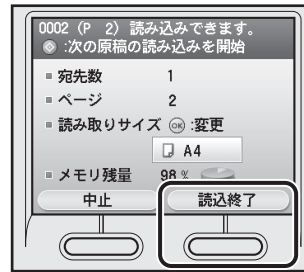 0002 (P 2) 読み込みできます。
:次の原稿の読み込みを開始
宛先数 1
ページ 2
読み取りサイズ OK :変更
A4
メモリ残量 98 %
中止 読込終了